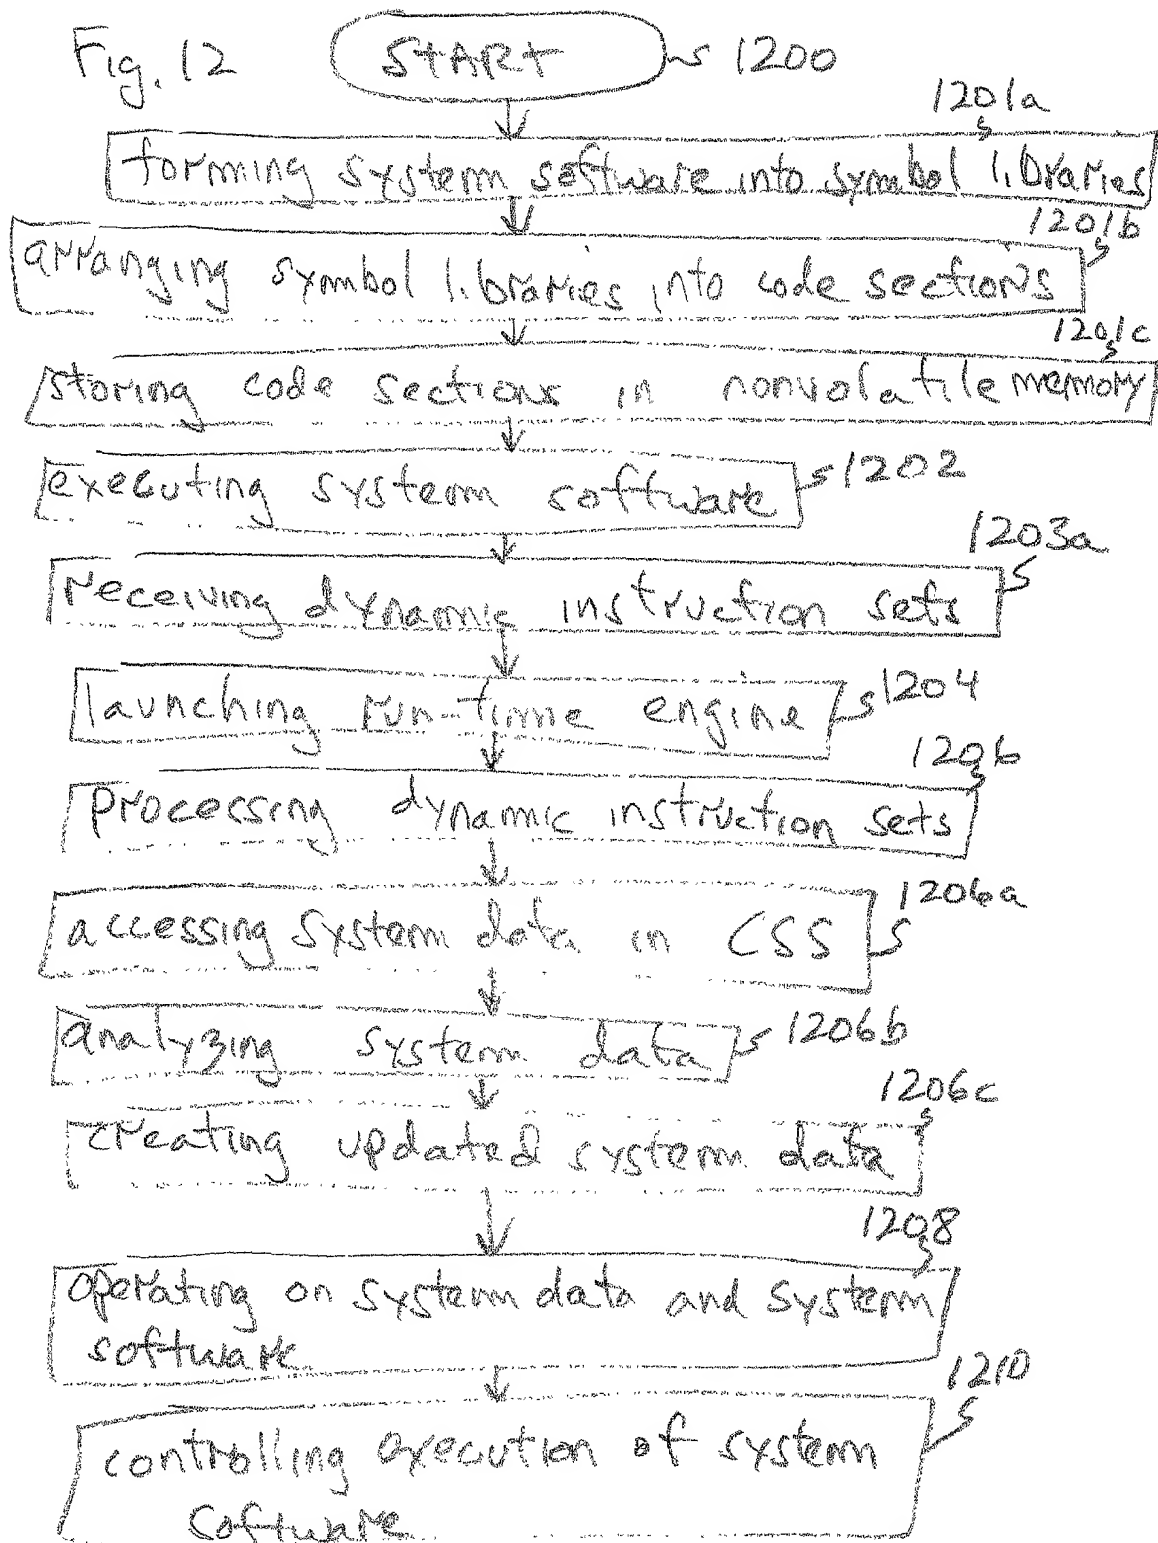 Fig. 12 START 1200
1201a
forming system software into symbol libraries
1201b
arranging symbol libraries into code sections
1201c
storing code sections in nonvolatile memory
executing system software 1202
1203a
receiving dynamic instruction sets
launching run-time engine 1204
1206
processing dynamic instruction sets
1206a
accessing system data in CSS
analyzing system data 1206b
1206c
creating updated system data
1208
operating on system data and system
software
1210
controlling execution of system
software